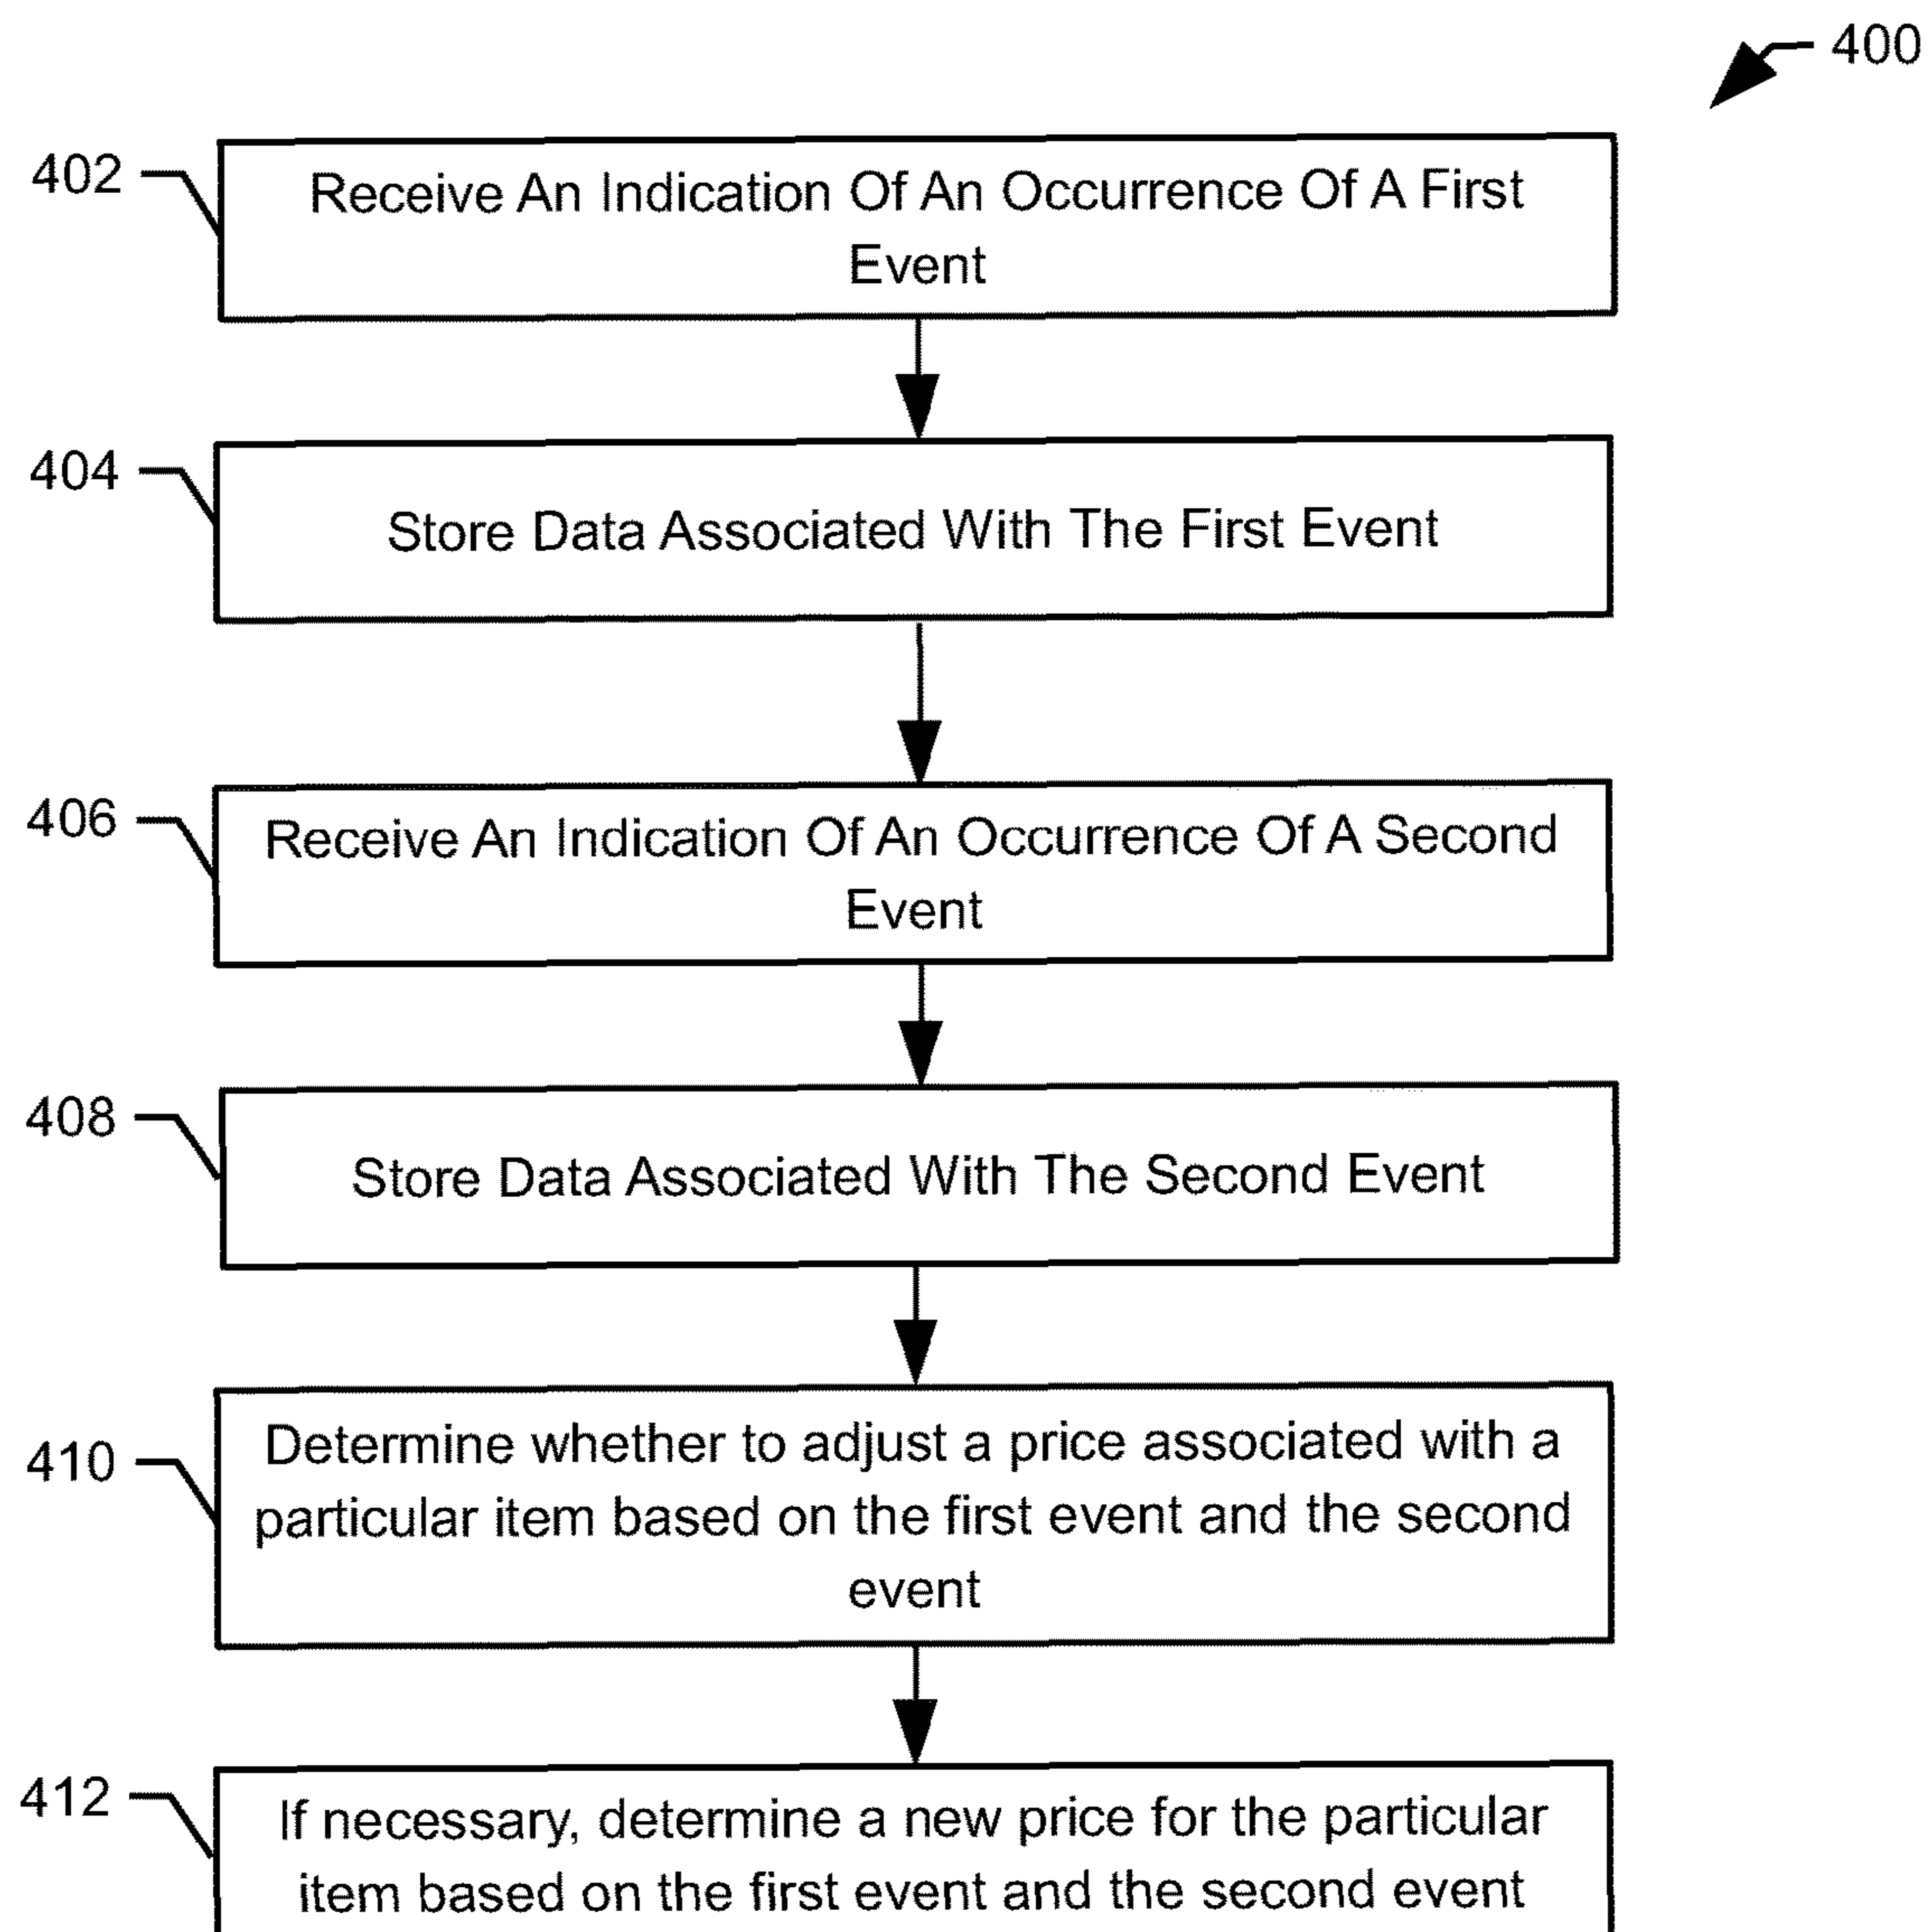 400
402
Receive An Indication Of An Occurrence Of A First
Event
404
Store Data Associated With The First Event
406
Receive An Indication Of An Occurrence Of A Second
Event
408
Store Data Associated With The Second Event
410
Determine whether to adjust a price associated with a
particular item based on the first event and the second
event
412
If necessary, determine a new price for the particular
item based on the first event and the second event